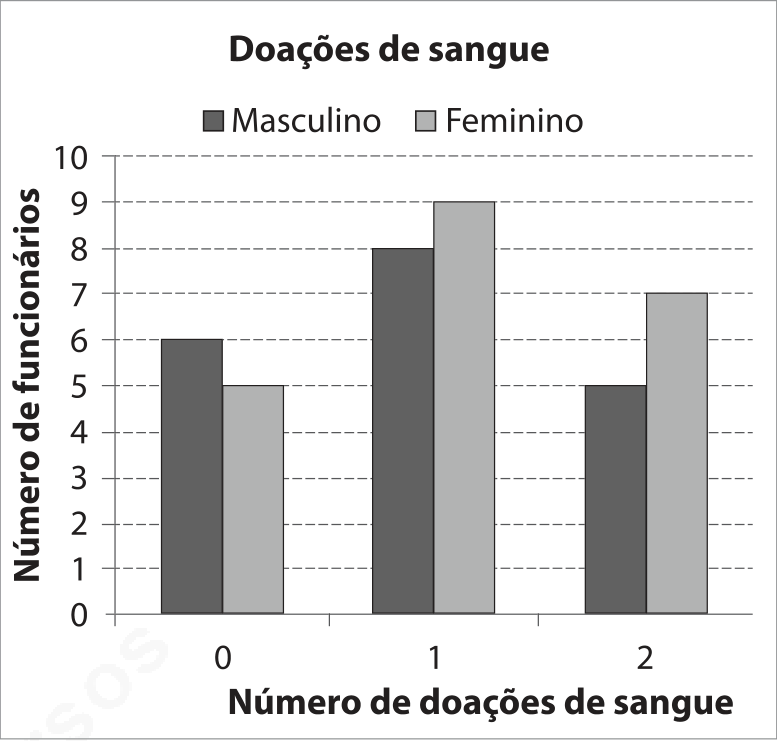 Doações de sangue
Masculino Feminino
10
9
8
7
6
5
4
3
2
1
0
Número de funcionários
0 1 2
Número de doações de sangue